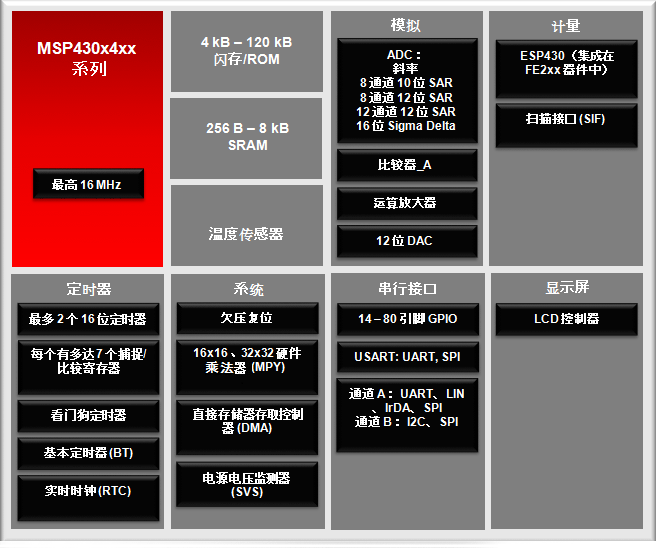 MSP430x4xx
系列
最高 16 MHz
4 kB – 120 kB
闪存/ROM
256 B – 8 kB
SRAM
温度传感器
模拟
ADC：
斜率
8 通道 10 位 SAR
8 通道 12 位 SAR
12 通道 12 位 SAR
16 位 Sigma Delta
比较器_A
运算放大器
12 位 DAC
计量
ESP430（集成在
FE2xx 器件中）
扫描接口 (SIF)
定时器
最多 2 个 16 位定时器
每个有多达 7 个捕捉/
比较寄存器
看门狗定时器
基本定时器 (BT)
实时时钟 (RTC)
系统
欠压复位
16x16、32x32 硬件
乘法器 (MPY)
直接存储器存取控制
器 (DMA)
电源电压监测器
(SVS)
串行接口
14 – 80 引脚 GPIO
USART: UART, SPI
通道 A： UART、LIN
、IrDA、SPI
通道 B： I2C、SPI
显示屏
LCD 控制器